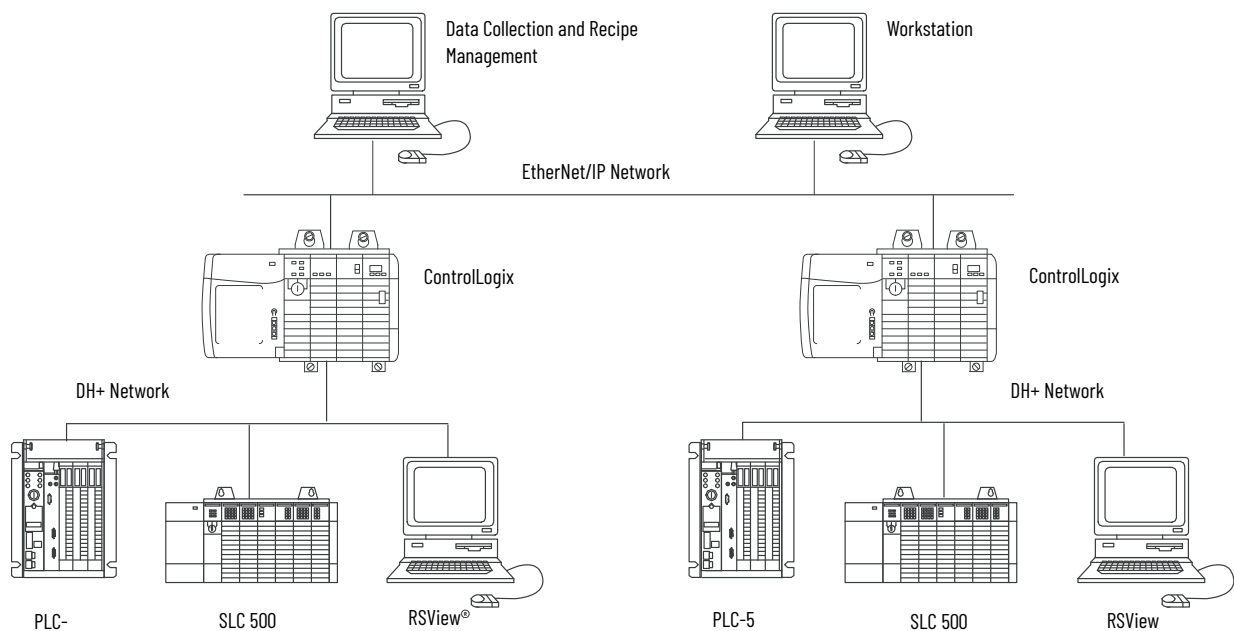 Data Collection and Recipe
Management
Workstation
EtherNet/IP Network
ControlLogix
ControlLogix
DH+ Network
DH+ Network
PLC-
SLC 500
RSView®
PLC-5
SLC 500
RSView